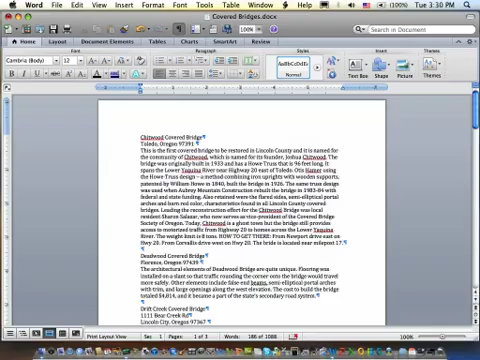 Word File Edit View Insert Format Font Tools Table Window Help (100%) Tue 3:30 PM
Covered Bridges.docx
100% Search in Document
Home Layout Document Elements Tables Charts SmartArt Review
Font Paragraph Styles Insert Themes
Cambria (Body) 12
AaBbCcDdEe
Normal Text Box Shape Picture Themes
Chitwood Covered Bridge¶
Toledo, Oregon 97391 ¶
This is the first covered bridge to be restored in Lincoln County and it is named for
the community of Chitwood, which is named for its founder, Joshua Chitwood. The
bridge was originally built in 1933 and has a Howe Truss that is 96 feet long. It
spans the Lower Yaquina River near Highway 20 east of Toledo. Otis Hamer using
the Howe Truss design – a method combining iron uprights with wooden supports,
patented by William Howe in 1840, built the bridge in 1926. The same truss design
was used when Aubrey Mountain Construction rebuilt the bridge in 1983-84 with
federal and state funding. Also retained were the flared sides, semi-elliptical portal
arches and barn red color, characteristics found in all Lincoln County covered
bridges. Leading the reconstruction effort for the Chitwood Bridge was local
resident Sharon Salazar, who now serves as vice-president of the Covered Bridge
Society of Oregon. Today, Chitwood is a ghost town but the bridge still provides
access to motorized traffic from Highway 20 to homes across the Lower Yaquina
River. The weight limit is 8 tons. HOW TO GET THERE: From Newport drive east on
Hwy 20. From Corvallis drive west on Hwy 20. The bridge is located near milepost 17.¶
¶
Deadwood Covered Bridge¶
Florence, Oregon 97439 ¶
The architectural elements of Deadwood Bridge are quite unique. Flooring was
installed on a slant so that traffic rounding the corner onto the bridge would travel
more safely. Other elements include false end beams, semi-elliptical portal arches
with trim, and large openings along the west elevation. The cost to build the bridge
totaled $4,814, and it became a part of the state's secondary road system. ¶
¶
Drift Creek Covered Bridge¶
1111 Bear Creek Rd¶
Lincoln City, Oregon 97367 ¶
Print Layout View Sec 1 Pages: 1 of 3 Words: 186 of 1088 100%